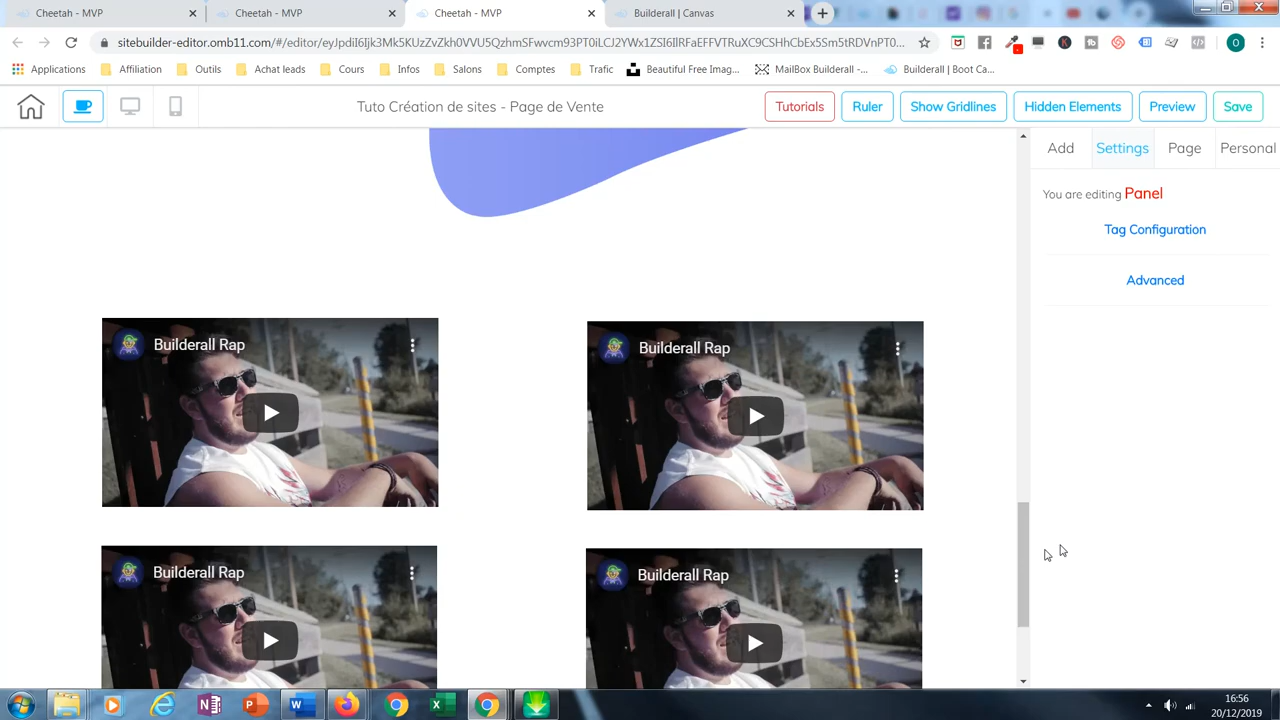 Cheetah - MVP
Cheetah - MVP
Cheetah - MVP
Builderall | Canvas
sitebuilder-editor.omb11.com/#/editor/
Applications
Affiliation
Outils
Achat leads
Cours
Infos
Salons
Comptes
Trafic
Beautiful Free Imag...
MailBox Builderall -...
Builderall | Boot Ca...
O
Tuto Création de sites - Page de Vente
Tutorials
Ruler
Show Gridlines
Hidden Elements
Preview
Save
Add
Settings
Page
Personal
You are editing Panel
Tag Configuration
Advanced
Builderall Rap
Builderall Rap
Builderall Rap
Builderall Rap
16:56
20/12/2019